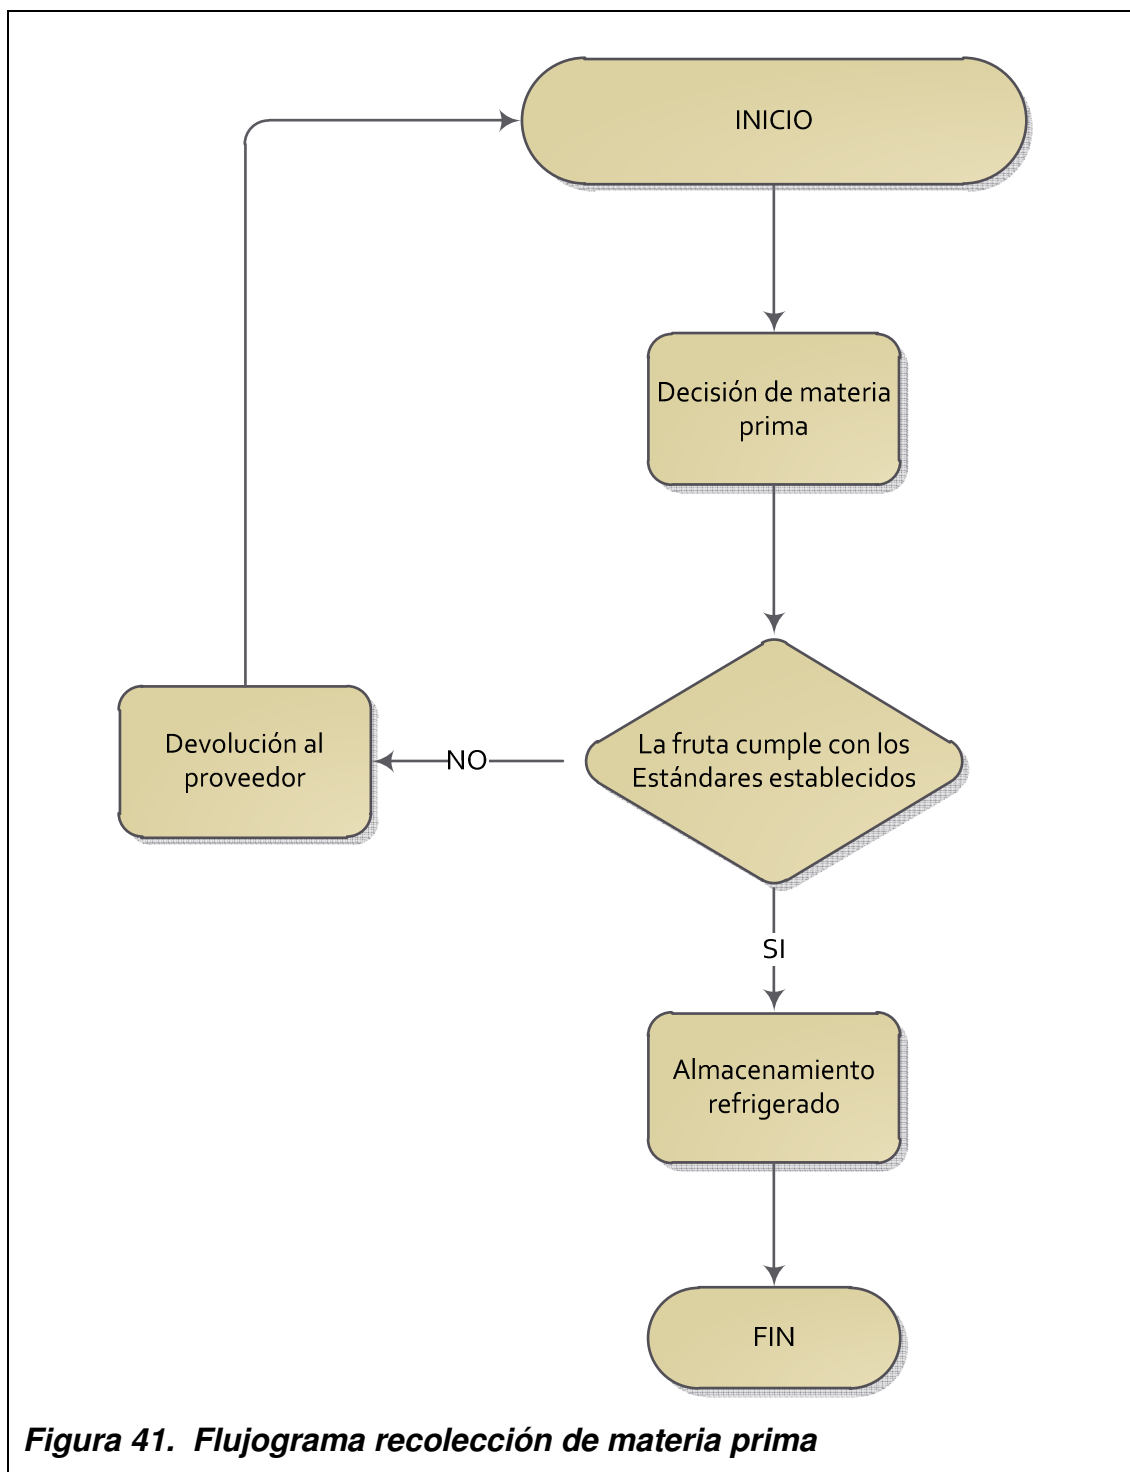 INICIO
Decisión de materia
prima
La fruta cumple con los
Estándares establecidos
NO
Devolución al
proveedor
SI
Almacenamiento
refrigerado
FIN
Figura 41. Flujograma recolección de materia prima